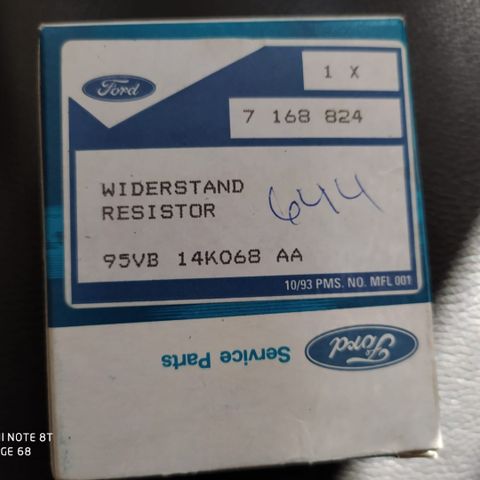 Ford
1 X
7 168 824
WIDERSTAND
RESISTOR
644
95VB 14K068 AA
10/93 PMS. NO. MFL 001
Service Parts
Ford
NOTE 8T
68